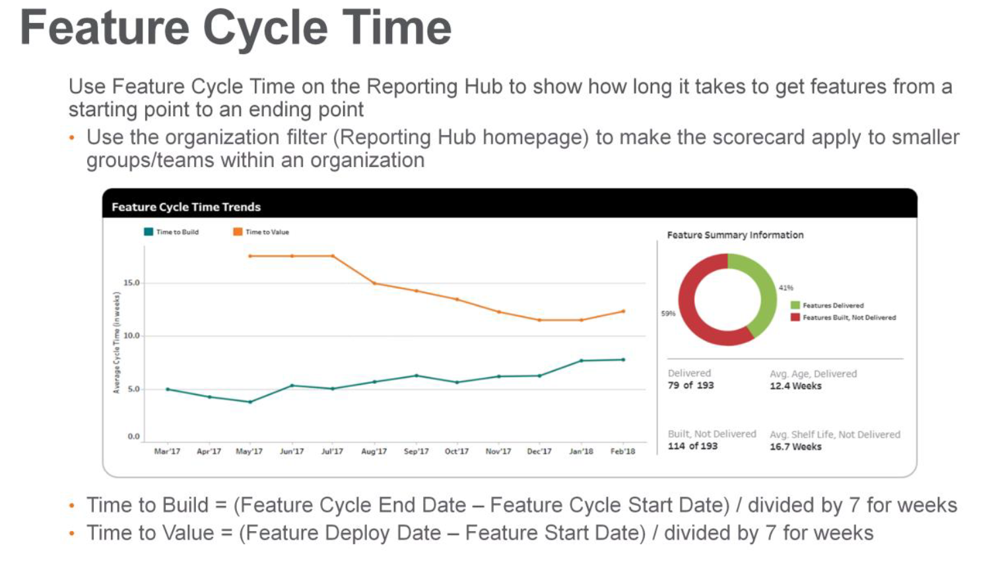 Feature Cycle Time
Use Feature Cycle Time on the Reporting Hub to show how long it takes to get features from a
starting point to an ending point
• Use the organization filter (Reporting Hub homepage) to make the scorecard apply to smaller
groups/teams within an organization
Feature Cycle Time Trends
Time to Build
Time to Value
Average Cycle Time (in weeks)
15.0
10.0
5.0
0.0
Mar'17 Apr'17 May'17 Jun'17 Jul'17 Aug'17 Sep'17 Oct'17 Nov'17 Dec'17 Jan'18 Feb'18
Feature Summary Information
41%
59%
Features Delivered
Features Built, Not Delivered
Delivered
79 of 193
Avg. Age, Delivered
12.4 Weeks
Built, Not Delivered
114 of 193
Avg. Shelf Life, Not Delivered
16.7 Weeks
• Time to Build = (Feature Cycle End Date – Feature Cycle Start Date) / divided by 7 for weeks
• Time to Value = (Feature Deploy Date – Feature Start Date) / divided by 7 for weeks